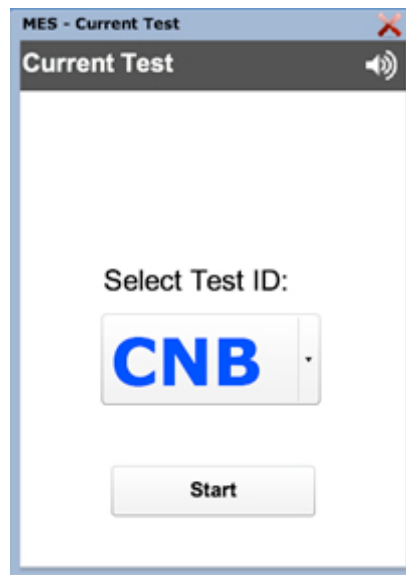 MES - Current Test
Current Test
Select Test ID:
CNB
Start